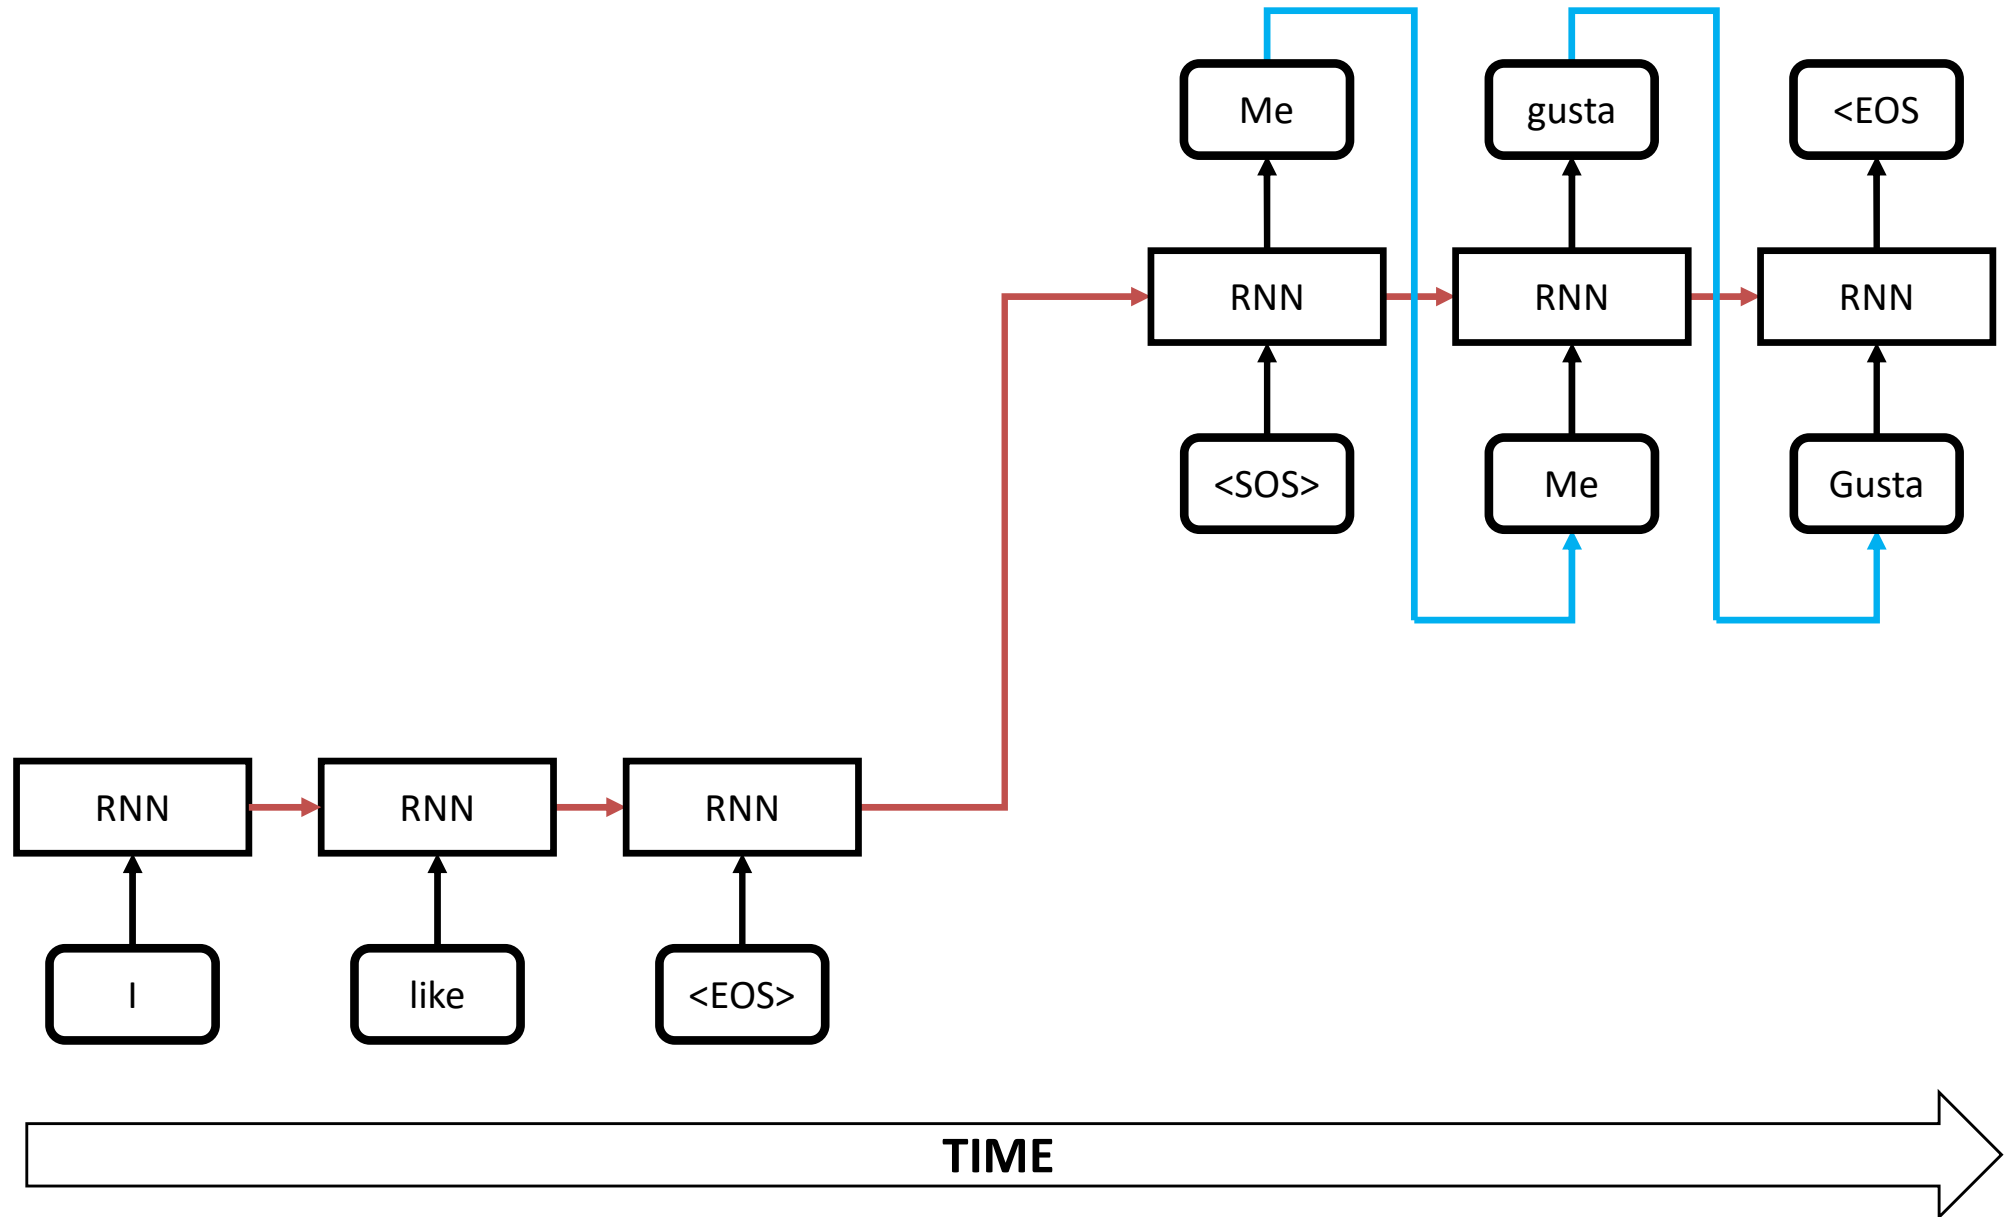 Me gusta <EOS
RNN RNN RNN
<SOS> Me Gusta
RNN RNN RNN
I like <EOS>
TIME